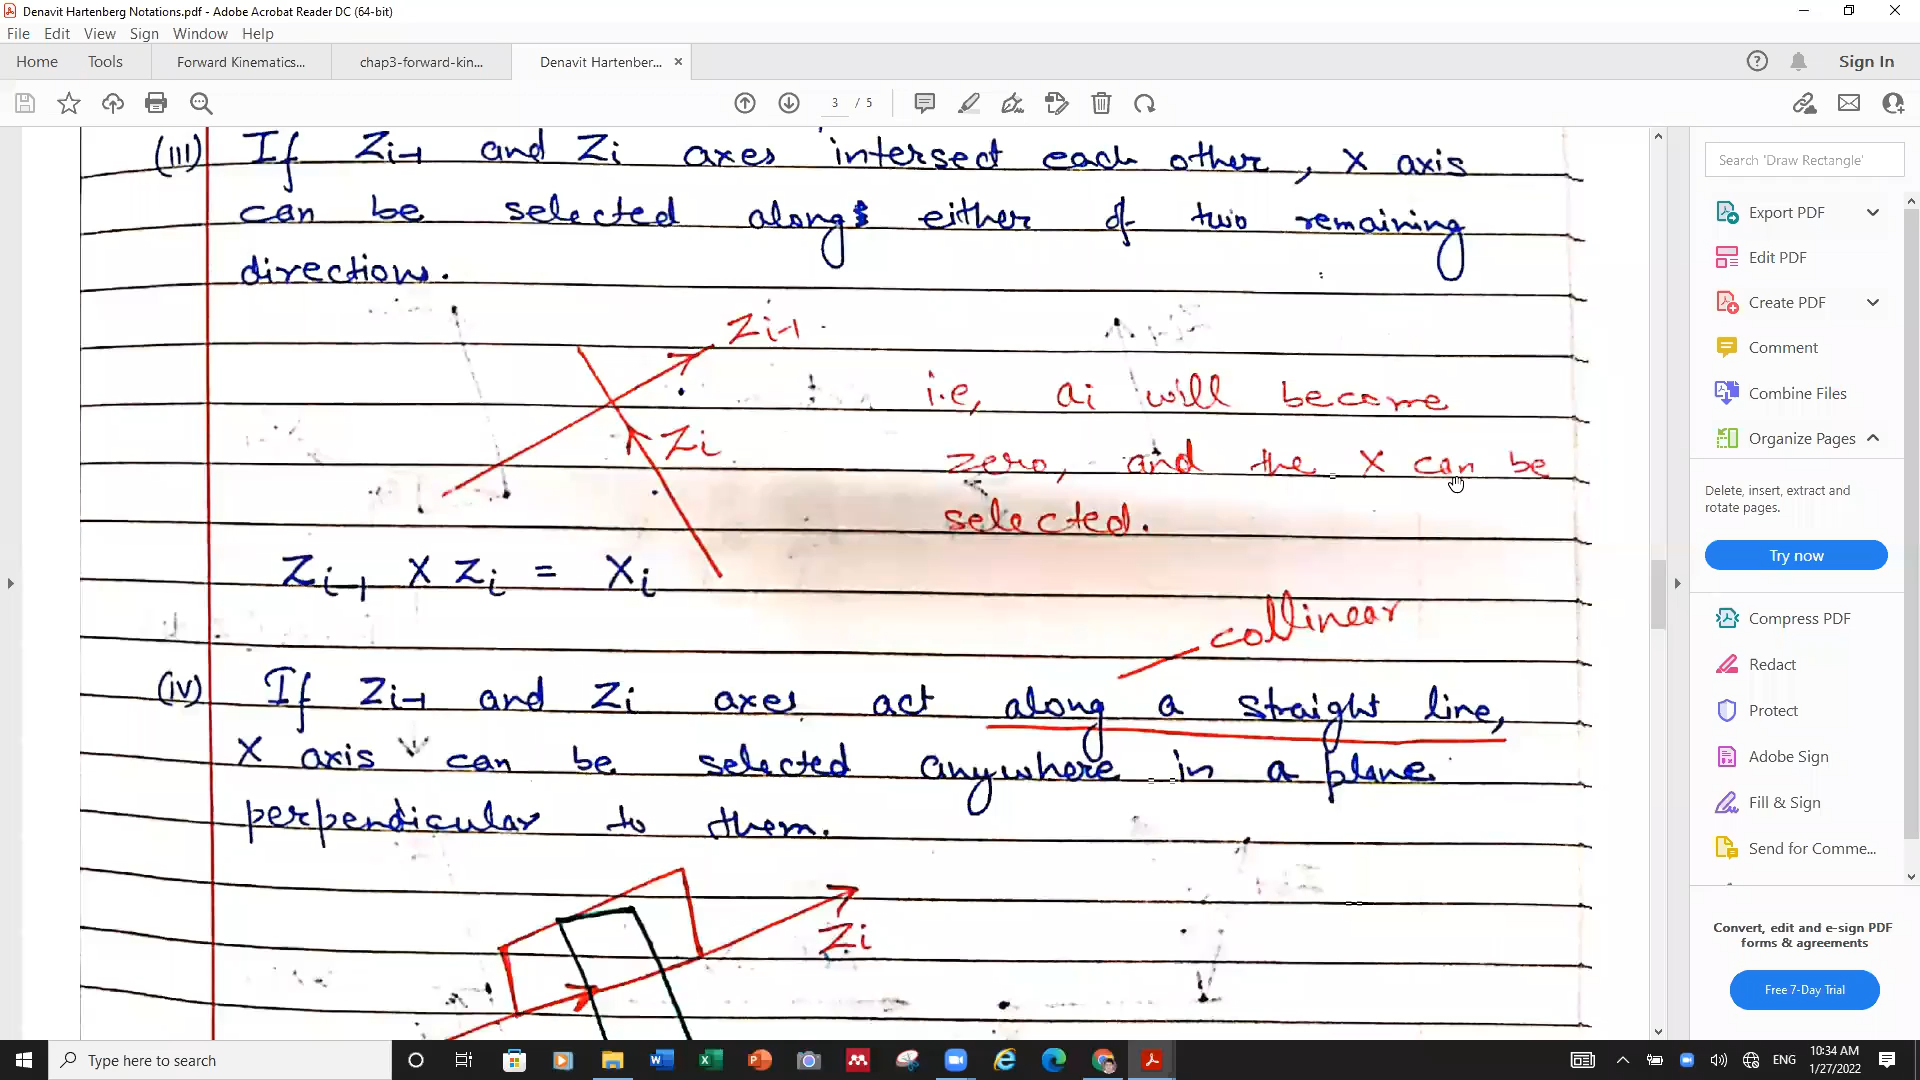 Denavit Hartenberg Notations.pdf - Adobe Acrobat Reader DC (64-bit)
File Edit View Sign Window Help
Home Tools Forward Kinematics... chap3-forward-kin... Denavit Hartenber... × Sign In
3 / 5
(III) If Zi-1 and Zi axes intersect each other, X axis
can be selected along either of two remaining
directions.
Zi-1
i.e, ai will become
Zi
zero, and the X can be
selected.
Zi-1 X Zi = Xi
collinear
(iv) If Zi-1 and Zi axes act along a straight line,
X axis can be selected anywhere in a plane
perpendicular to them.
Zi
Search 'Draw Rectangle'
Export PDF
Edit PDF
Create PDF
Comment
Combine Files
Organize Pages
Delete, insert, extract and
rotate pages.
Try now
Compress PDF
Redact
Protect
Adobe Sign
Fill & Sign
Send for Comme...
Convert, edit and e-sign PDF
forms & agreements
Free 7-Day Trial
Type here to search
ENG
10:34 AM
1/27/2022